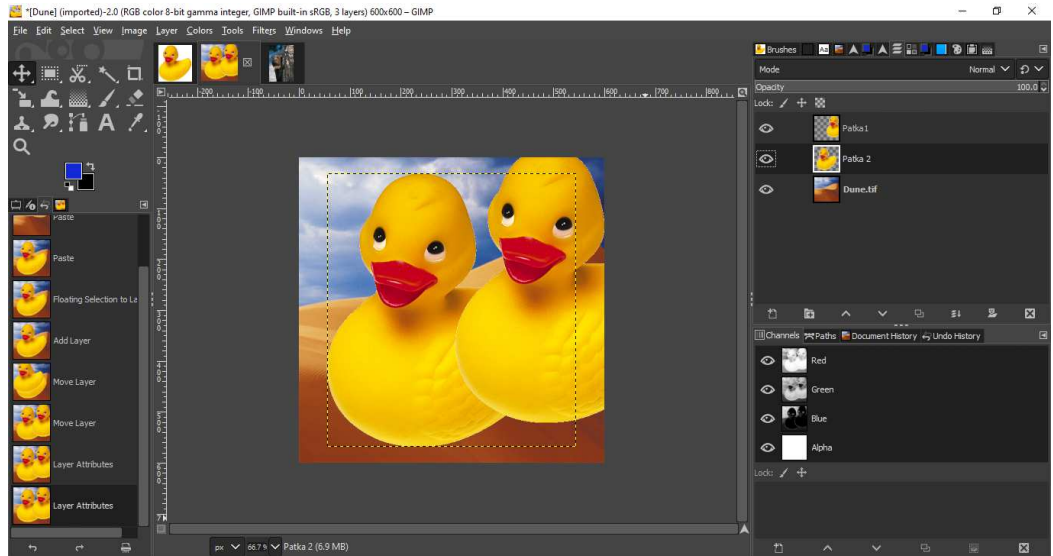 *[Dune] (imported)-2.0 (RGB color 8-bit gamma integer, GIMP built-in sRGB, 3 layers) 600x600 – GIMP
File Edit Select View Image Layer Colors Tools Filters Windows Help
Brushes
Mode Normal
Opacity 100.0
Lock:
Patka1
Patka 2
Dune.tif
Paste
Paste
Floating Selection to La
Add Layer
Move Layer
Move Layer
Layer Attributes
Layer Attributes
Channels Paths Document History Undo History
Red
Green
Blue
Alpha
Lock:
px 66.7 % Patka 2 (6.9 MB)